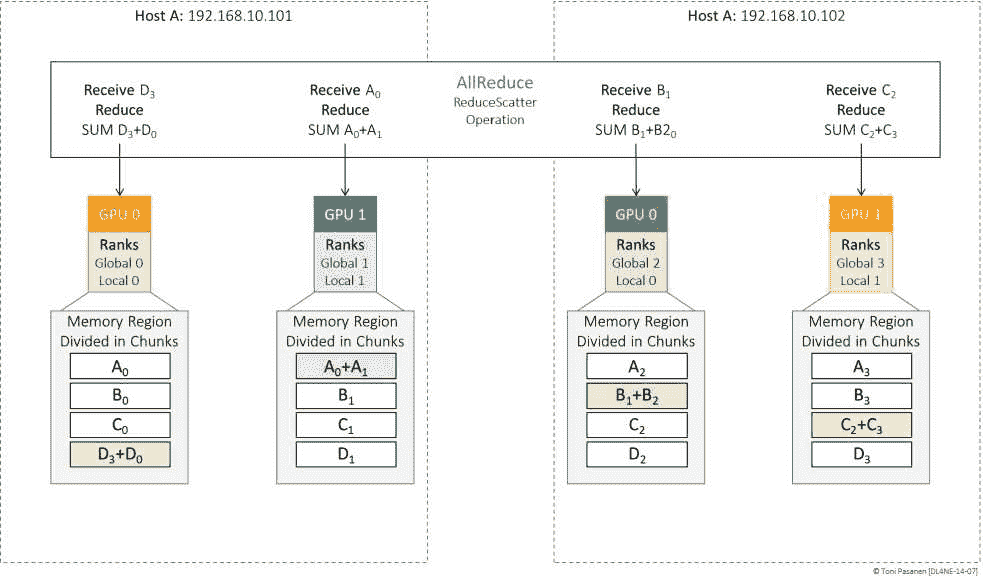 Host A: 192.168.10.101
Host A: 192.168.10.102
AllReduce
ReduceScatter
Operation
Receive D₃
Reduce
SUM D₃+D₀
Receive A₀
Reduce
SUM A₀+A₁
Receive B₁
Reduce
SUM B₁+B2₀
Receive C₂
Reduce
SUM C₂+C₃
GPU 0
Ranks
Global 0
Local 0
Memory Region
Divided in Chunks
A₀
B₀
C₀
D₃+D₀
GPU 1
Ranks
Global 1
Local 1
Memory Region
Divided in Chunks
A₀+A₁
B₁
C₁
D₁
GPU 0
Ranks
Global 2
Local 0
Memory Region
Divided in Chunks
A₂
B₁+B₂
C₂
D₂
GPU 1
Ranks
Global 3
Local 1
Memory Region
Divided in Chunks
A₃
B₃
C₂+C₃
D₃
© Toni Pasanen [DL4NE-14-07]